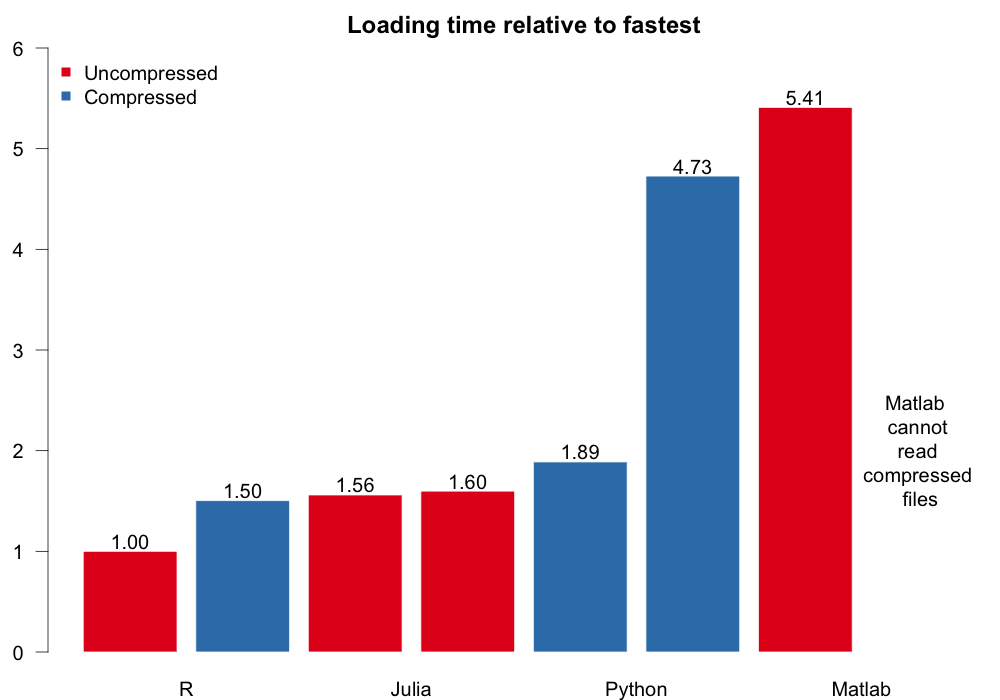 Loading time relative to fastest
6
5
4
3
2
1
0
Uncompressed
Compressed
1.00
1.50
1.56
1.60
1.89
4.73
5.41
Matlab
cannot
read
compressed
files
R
Julia
Python
Matlab